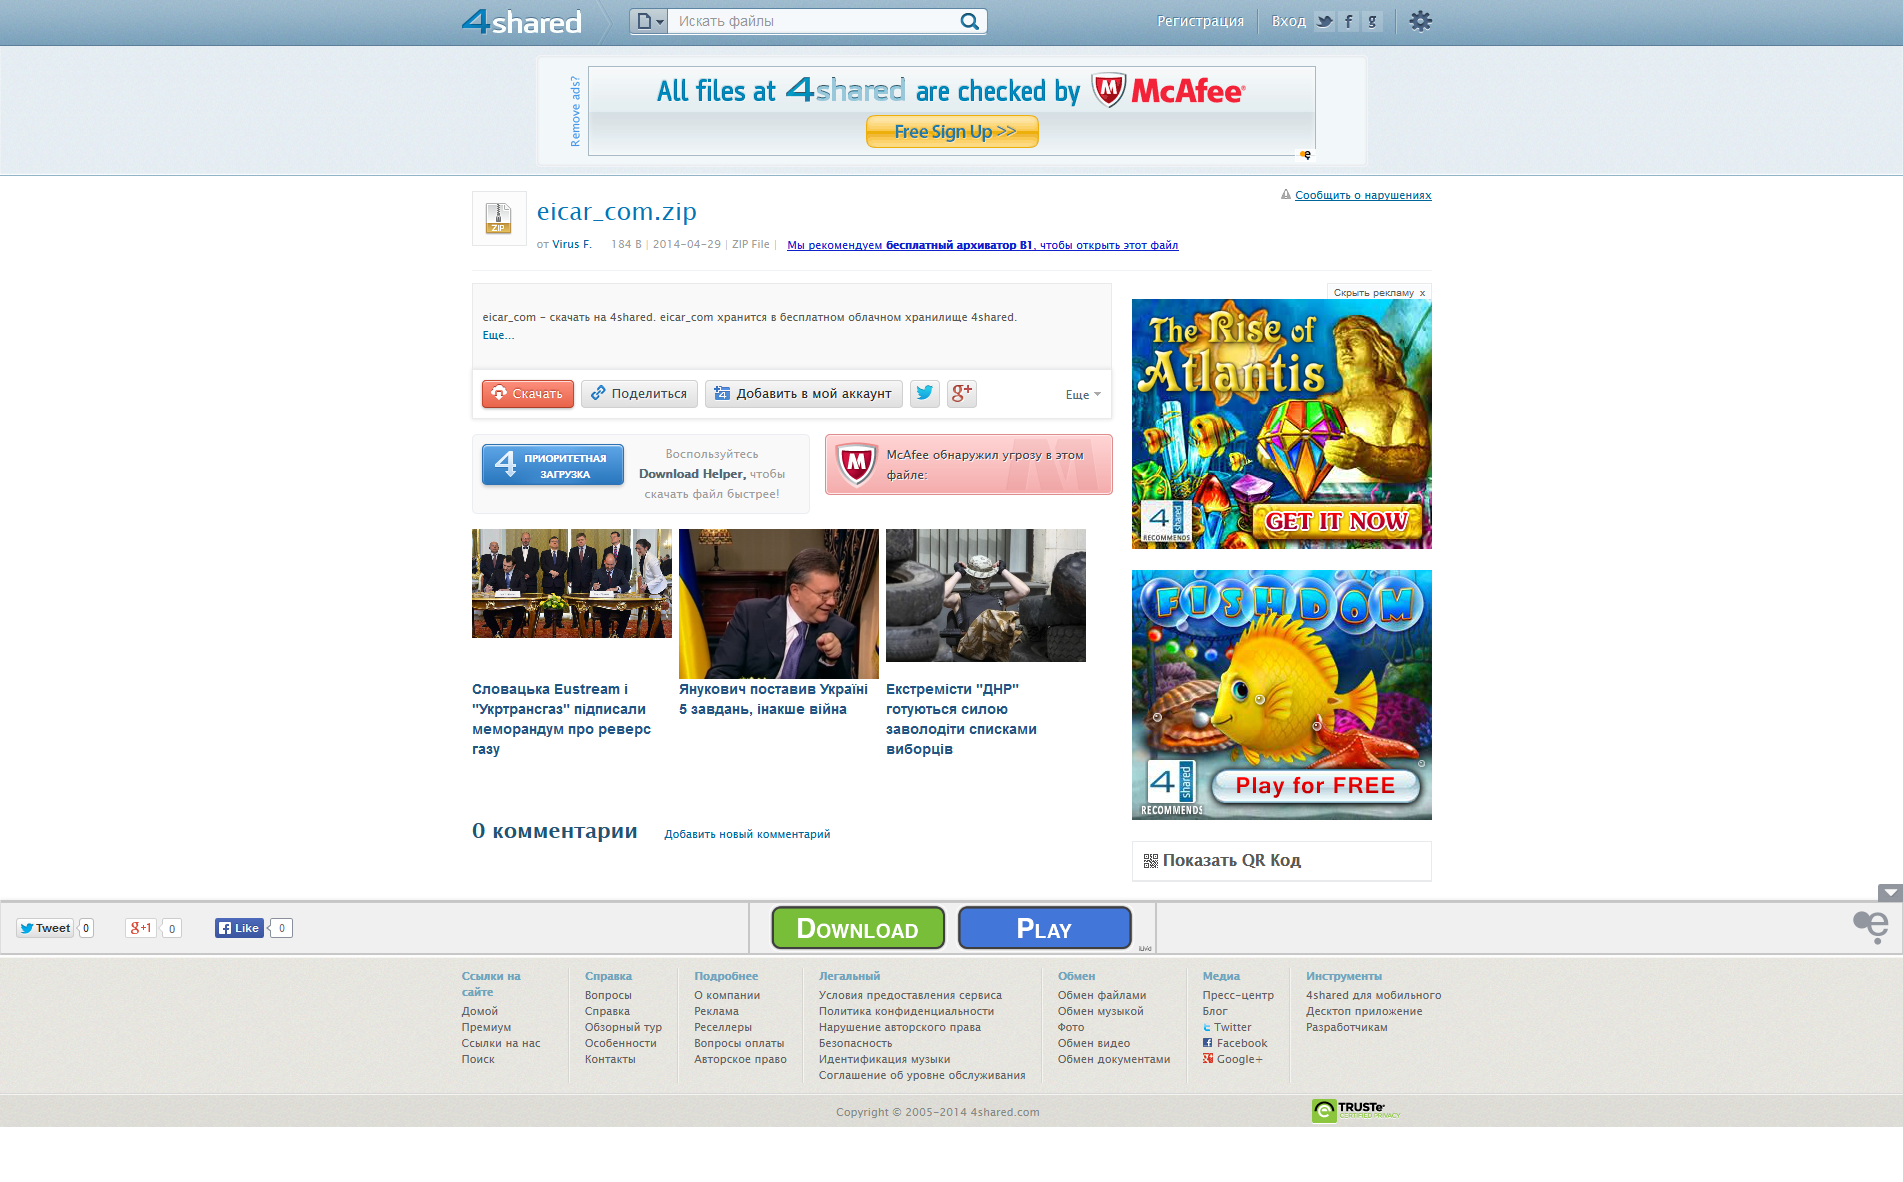 4shared
Искать файлы
Регистрация
Вход
Remove ads?
All files at 4shared are checked by McAfee
Free Sign Up >>
eicar_com.zip
ZIP
от Virus F. 184 B | 2014-04-29 | ZIP File | Мы рекомендуем бесплатный архиватор B1, чтобы открыть этот файл
Сообщить о нарушениях
eicar_com - скачать на 4shared. eicar_com хранится в бесплатном облачном хранилище 4shared.
Еще...
Скачать
Поделиться
Добавить в мой аккаунт
g+
Еще
4 ПРИОРИТЕТНАЯ
ЗАГРУЗКА
Воспользуйтесь
Download Helper, чтобы
скачать файл быстрее!
McAfee обнаружил угрозу в этом
файле:
Скрыть рекламу x
The Rise of
Atlantis
4 shared
RECOMMENDS
GET IT NOW
FISHDOM
4 shared
RECOMMENDS
Play for FREE
Словацька Eustream і
"Укртрансгаз" підписали
меморандум про реверс
газу
Янукович поставив Україні
5 завдань, інакше війна
Екстремісти "ДНР"
готуються силою
заволодіти списками
виборців
0 комментарии
Добавить новый комментарий
Показать QR Код
Tweet 0
g+1 0
Like 0
DOWNLOAD
PLAY
Ссылки на
сайте
Домой
Премиум
Ссылки на нас
Поиск
Справка
Вопросы
Справка
Обзорный тур
Особенности
Контакты
Подробнее
О компании
Реклама
Реселлеры
Вопросы оплаты
Авторское право
Легальный
Условия предоставления сервиса
Политика конфиденциальности
Нарушение авторского права
Безопасность
Идентификация музыки
Соглашение об уровне обслуживания
Обмен
Обмен файлами
Обмен музыкой
Фото
Обмен видео
Обмен документами
Медиа
Пресс-центр
Блог
Twitter
Facebook
Google+
Инструменты
4shared для мобильного
Десктоп приложение
Разработчикам
Copyright © 2005-2014 4shared.com
TRUSTe
CERTIFIED PRIVACY